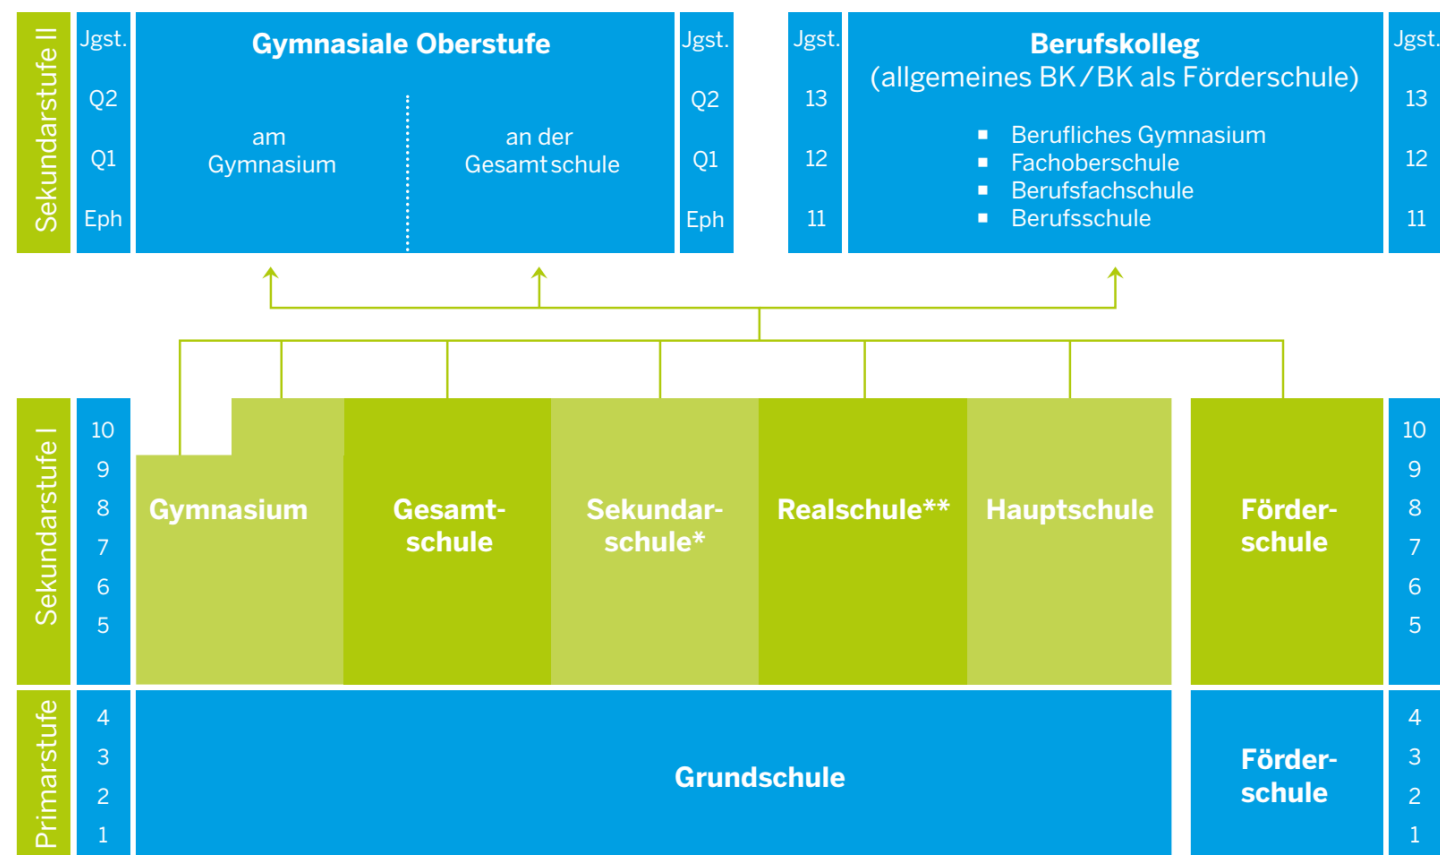 Sekundarstufe II
Jgst.
Q2
Q1
Eph
Gymnasiale Oberstufe
am
Gymnasium
an der
Gesamtschule
Jgst.
Q2
Q1
Eph
Jgst.
13
12
11
Berufskolleg
(allgemeines BK/BK als Förderschule)
▪ Berufliches Gymnasium
▪ Fachoberschule
▪ Berufsfachschule
▪ Berufsschule
Jgst.
13
12
11
Sekundarstufe I
10
9
8
7
6
5
Gymnasium
Gesamt-
schule
Sekundar-
schule*
Realschule**
Hauptschule
Förder-
schule
10
9
8
7
6
5
Primarstufe
4
3
2
1
Grundschule
Förder-
schule
4
3
2
1